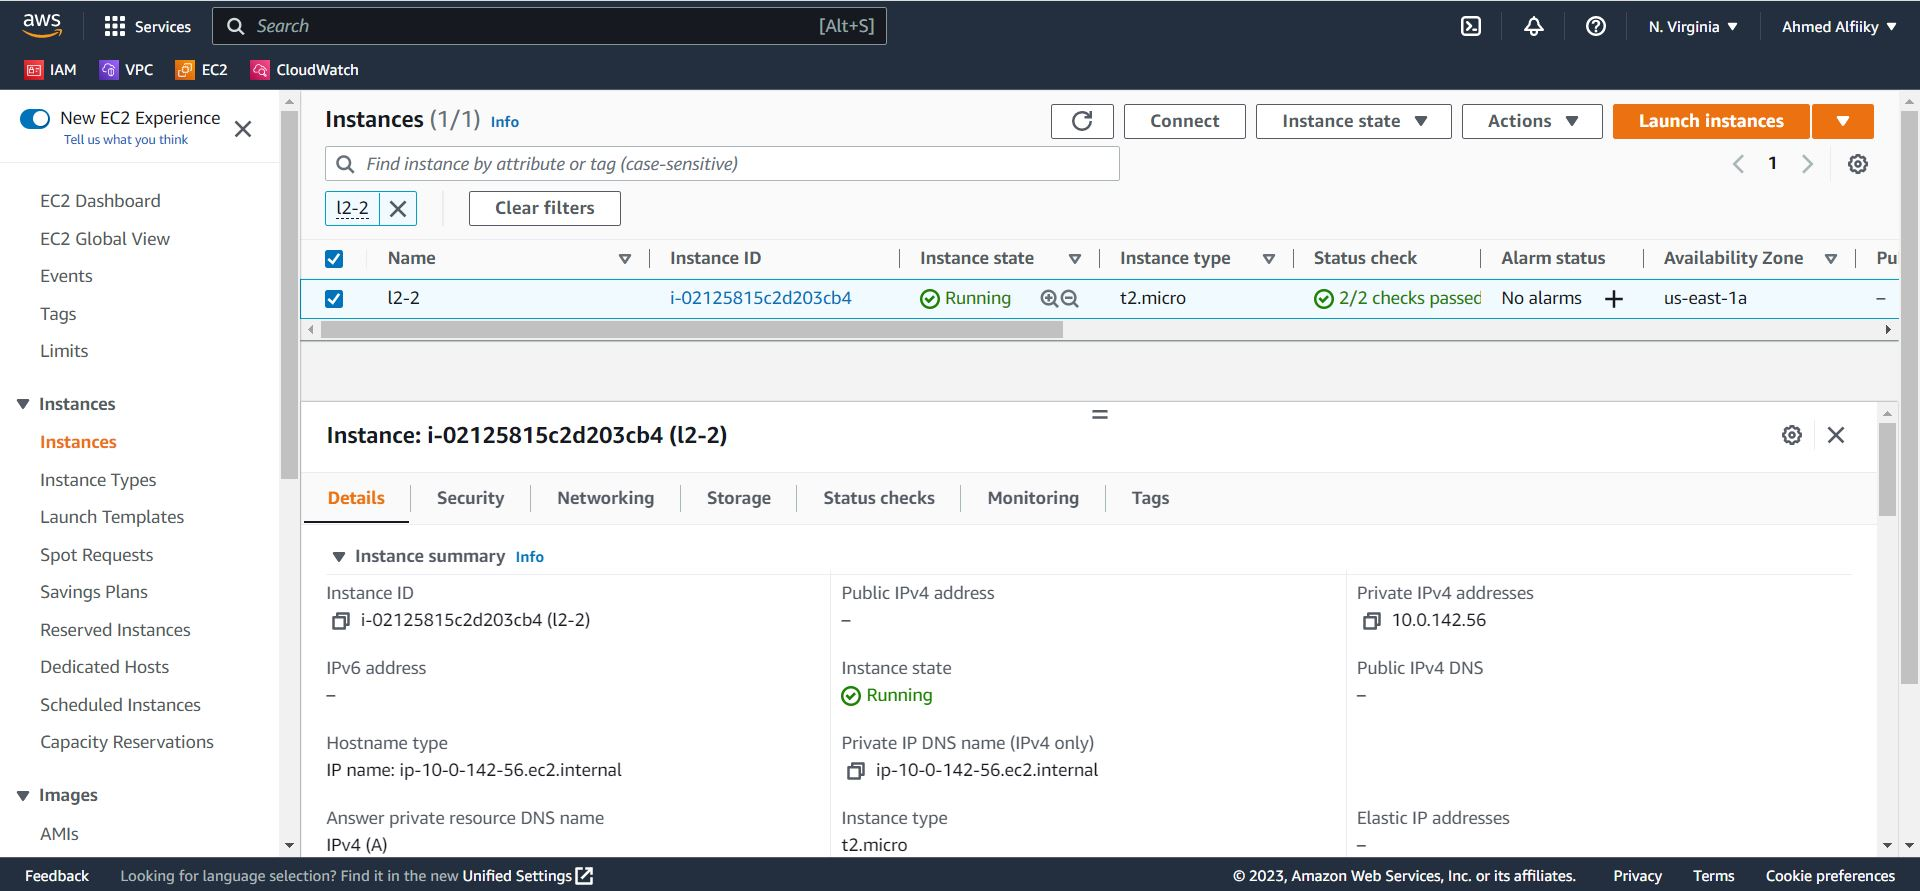 aws
Services
Search
[Alt+S]
N. Virginia
Ahmed Alfiiky
IAM
VPC
EC2
CloudWatch
New EC2 Experience
Tell us what you think
EC2 Dashboard
EC2 Global View
Events
Tags
Limits
Instances
Instances
Instance Types
Launch Templates
Spot Requests
Savings Plans
Reserved Instances
Dedicated Hosts
Scheduled Instances
Capacity Reservations
Images
AMIs
Instances (1/1) Info
Connect
Instance state
Actions
Launch instances
Find instance by attribute or tag (case-sensitive)
1
l2-2
Clear filters
Name Instance ID Instance state Instance type Status check Alarm status Availability Zone Pu
l2-2 i-02125815c2d203cb4 Running t2.micro 2/2 checks passed No alarms + us-east-1a –
Instance: i-02125815c2d203cb4 (l2-2)
Details Security Networking Storage Status checks Monitoring Tags
Instance summary Info
Instance ID
i-02125815c2d203cb4 (l2-2)
Public IPv4 address
–
Private IPv4 addresses
10.0.142.56
IPv6 address
–
Instance state
Running
Public IPv4 DNS
–
Hostname type
IP name: ip-10-0-142-56.ec2.internal
Private IP DNS name (IPv4 only)
ip-10-0-142-56.ec2.internal
Answer private resource DNS name
IPv4 (A)
Instance type
t2.micro
Elastic IP addresses
–
Feedback
Looking for language selection? Find it in the new Unified Settings
© 2023, Amazon Web Services, Inc. or its affiliates.
Privacy
Terms
Cookie preferences